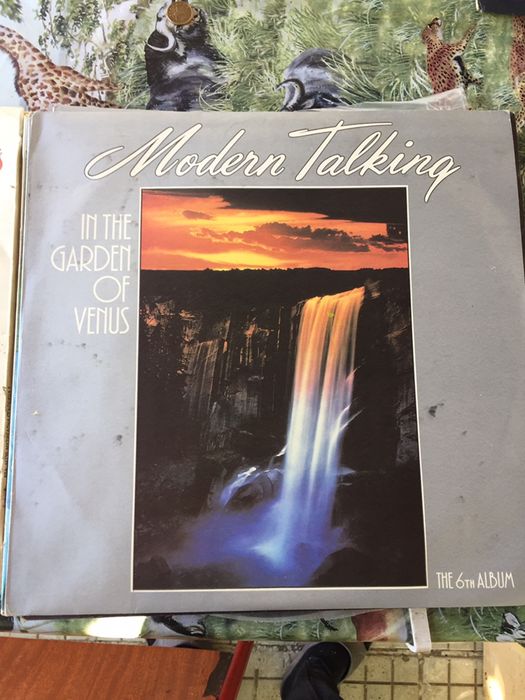 Modern Talking
IN THE
GARDEN
OF
VENUS
THE 6TH ALBUM